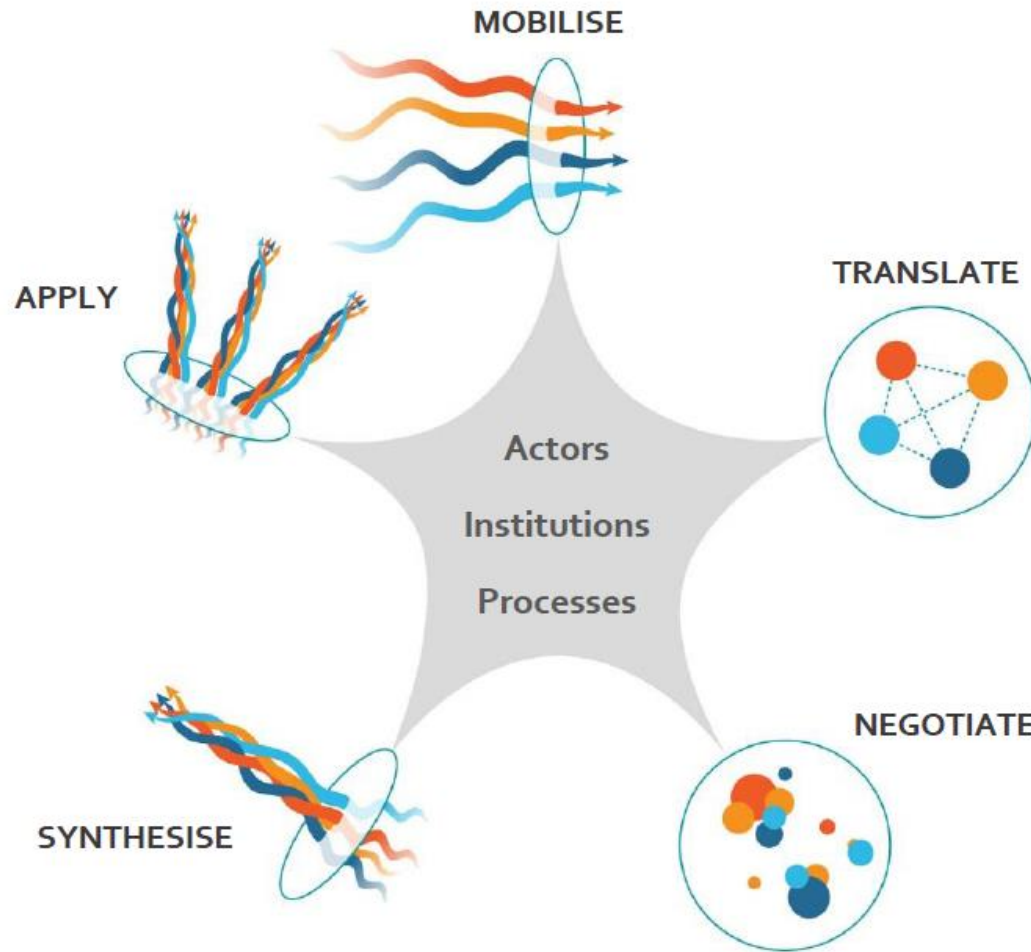 MOBILISE
TRANSLATE
APPLY
Actors
Institutions
Processes
NEGOTIATE
SYNTHESISE